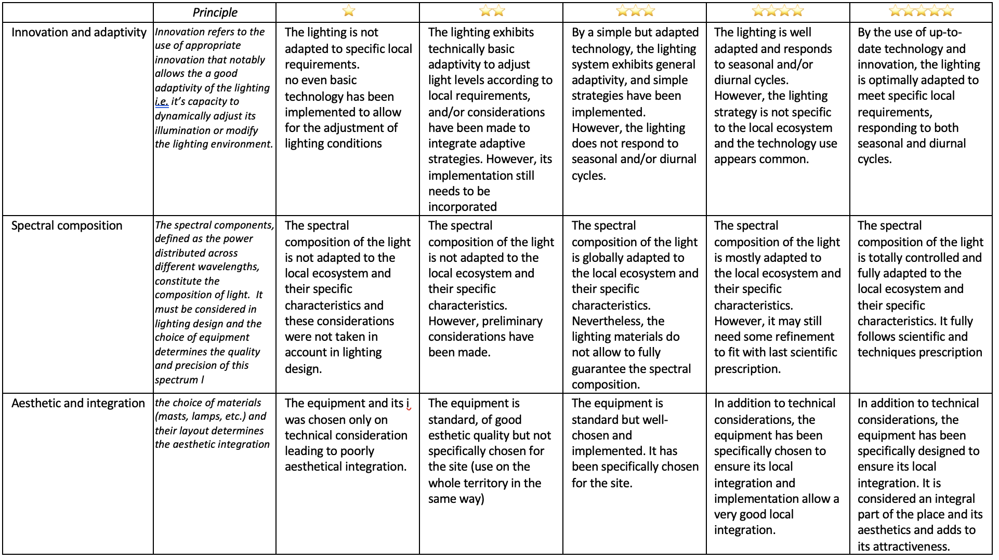 Principle
⭐
⭐⭐
⭐⭐⭐
⭐⭐⭐⭐
⭐⭐⭐⭐⭐
Innovation and adaptivity
Innovation refers to the
use of appropriate
innovation that notably
allows the a good
adaptivity of the lighting
i.e. it’s capacity to
dynamically adjust its
illumination or modify
the lighting environment.
The lighting is not
adapted to specific local
requirements.
no even basic
technology has been
implemented to allow
for the adjustment of
lighting conditions
The lighting exhibits
technically basic
adaptivity to adjust
light levels according to
local requirements,
and/or considerations
have been made to
integrate adaptive
strategies. However, its
implementation still
needs to be
incorporated
By a simple but adapted
technology, the lighting
system exhibits general
adaptivity, and simple
strategies have been
implemented.
However, the lighting
does not respond to
seasonal and/or diurnal
cycles.
The lighting is well
adapted and responds
to seasonal and/or
diurnal cycles.
However, the lighting
strategy is not specific
to the local ecosystem
and the technology use
appears common.
By the use of up-to-
date technology and
innovation, the lighting
is optimally adapted to
meet specific local
requirements,
responding to both
seasonal and diurnal
cycles.
Spectral composition
The spectral components,
defined as the power
distributed across
different wavelengths,
constitute the
composition of light.  It
must be considered in
lighting design and the
choice of equipment
determines the quality
and precision of this
spectrum l
The spectral
composition of the light
is not adapted to the
local ecosystem and
their specific
characteristics and
these considerations
were not taken in
account in lighting
design.
The spectral
composition of the light
is not adapted to the
local ecosystem and
their specific
characteristics.
However, preliminary
considerations have
been made.
The spectral
composition of the light
is globally adapted to
the local ecosystem and
their specific
characteristics.
Nevertheless, the
lighting materials do
not allow to fully
guarantee the spectral
composition.
The spectral
composition of the light
is mostly adapted to
the local ecosystem and
their specific
characteristics.
However, it may still
need some refinement
to fit with last scientific
prescription.
The spectral
composition of the light
is totally controlled and
fully adapted to the
local ecosystem and
their specific
characteristics. It fully
follows scientific and
techniques prescription
Aesthetic and integration
the choice of materials
(masts, lamps, etc.) and
their layout determines
the aesthetic integration
The equipment and its i
was chosen only on
technical consideration
leading to poorly
aesthetical integration.
The equipment is
standard, of good
esthetic quality but not
specifically chosen for
the site (use on the
whole territory in the
same way)
The equipment is
standard but well-
chosen and
implemented. It has
been specifically chosen
for the site.
In addition to technical
considerations, the
equipment has been
specifically chosen to
ensure its local
integration and
implementation allow a
very good local
integration.
In addition to technical
considerations, the
equipment has been
specifically designed to
ensure its local
integration. It is
considered an integral
part of the place and its
aesthetics and adds to
its attractiveness.